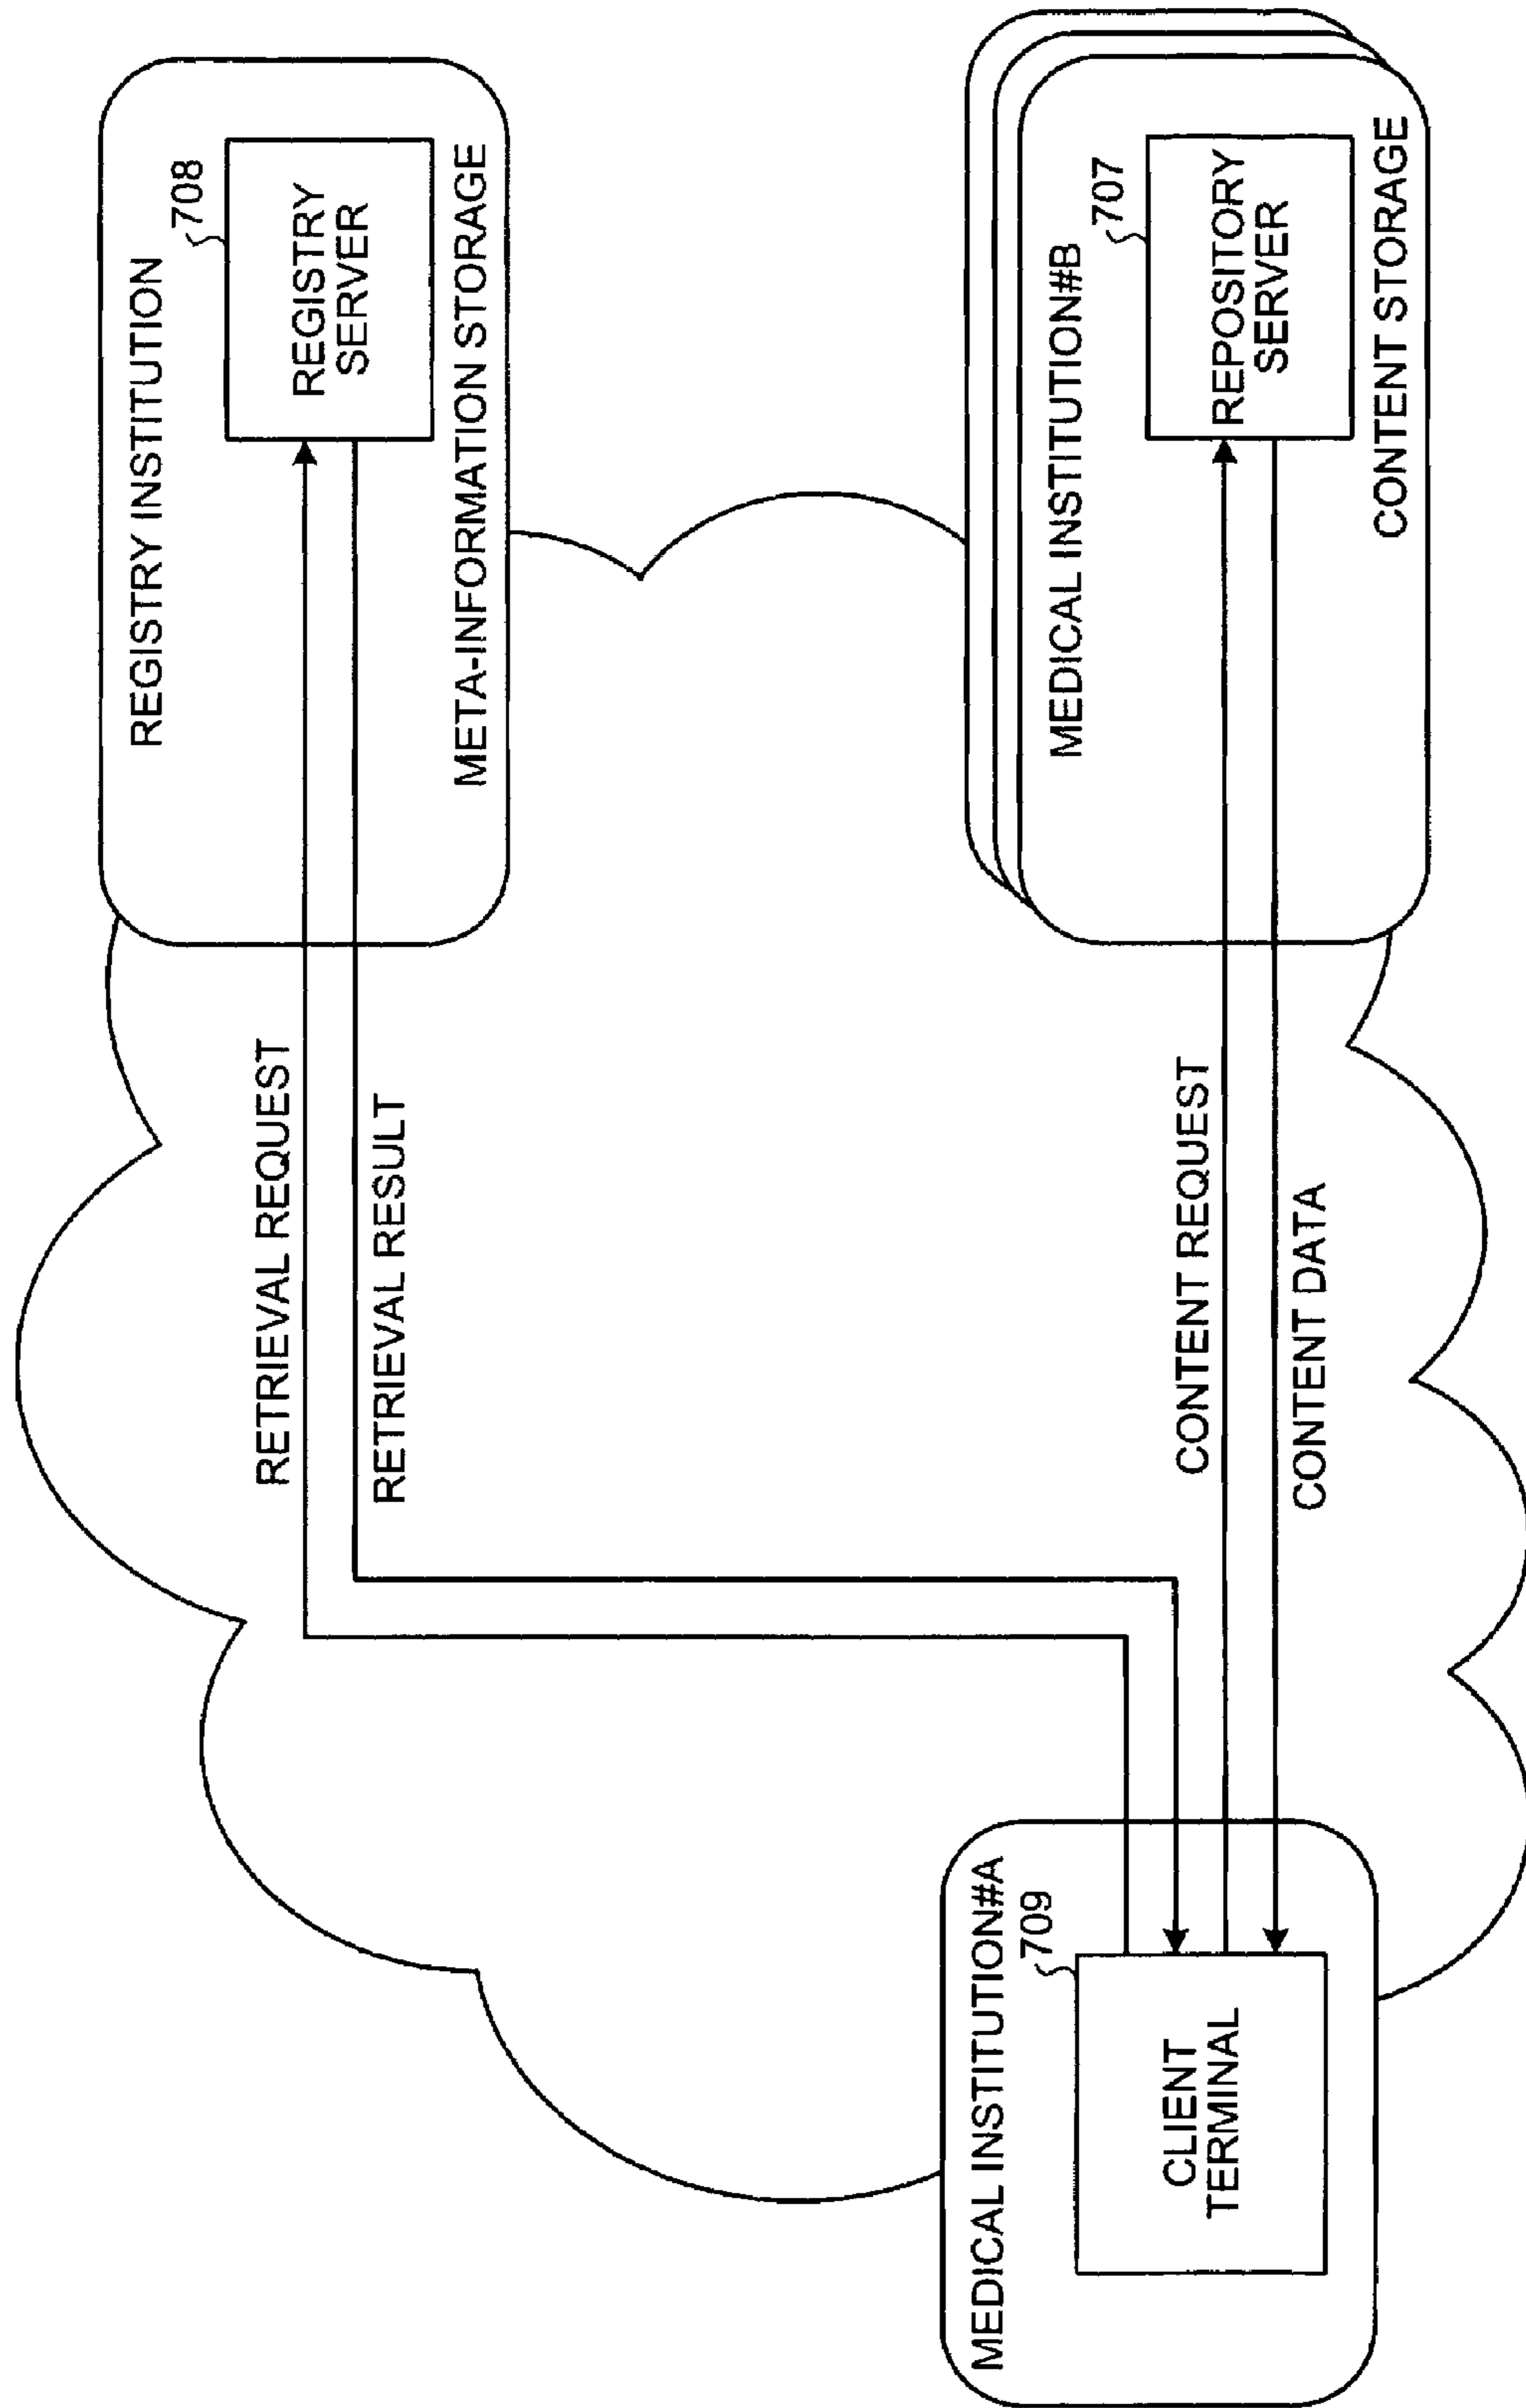 REGISTRY INSTITUTION
708
REGISTRY
SERVER
META-INFORMATION STORAGE
RETRIEVAL REQUEST
RETRIEVAL RESULT
MEDICAL INSTITUTION#A
709
CLIENT
TERMINAL
CONTENT REQUEST
CONTENT DATA
MEDICAL INSTITUTION#B
707
REPOSITORY
SERVER
CONTENT STORAGE